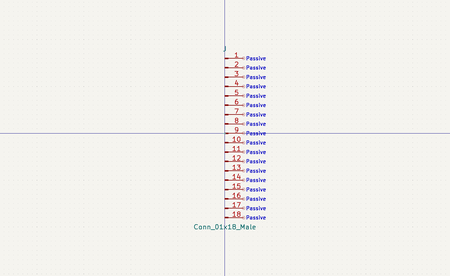 J
1 Passive
2 Passive
3 Passive
4 Passive
5 Passive
6 Passive
7 Passive
8 Passive
9 Passive
10 Passive
11 Passive
12 Passive
13 Passive
14 Passive
15 Passive
16 Passive
17 Passive
18 Passive
Conn_01x18_Male